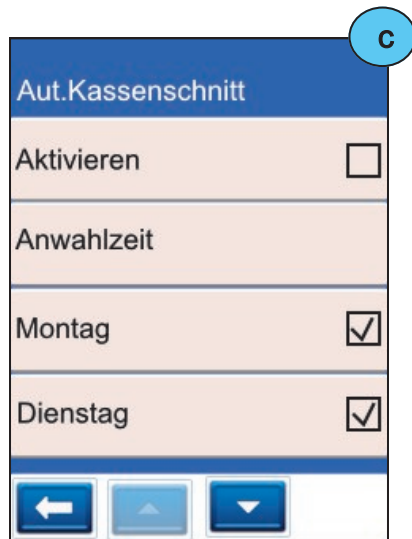 c
Aut.Kassenschnitt
Aktivieren
Anwahlzeit
Montag
Dienstag